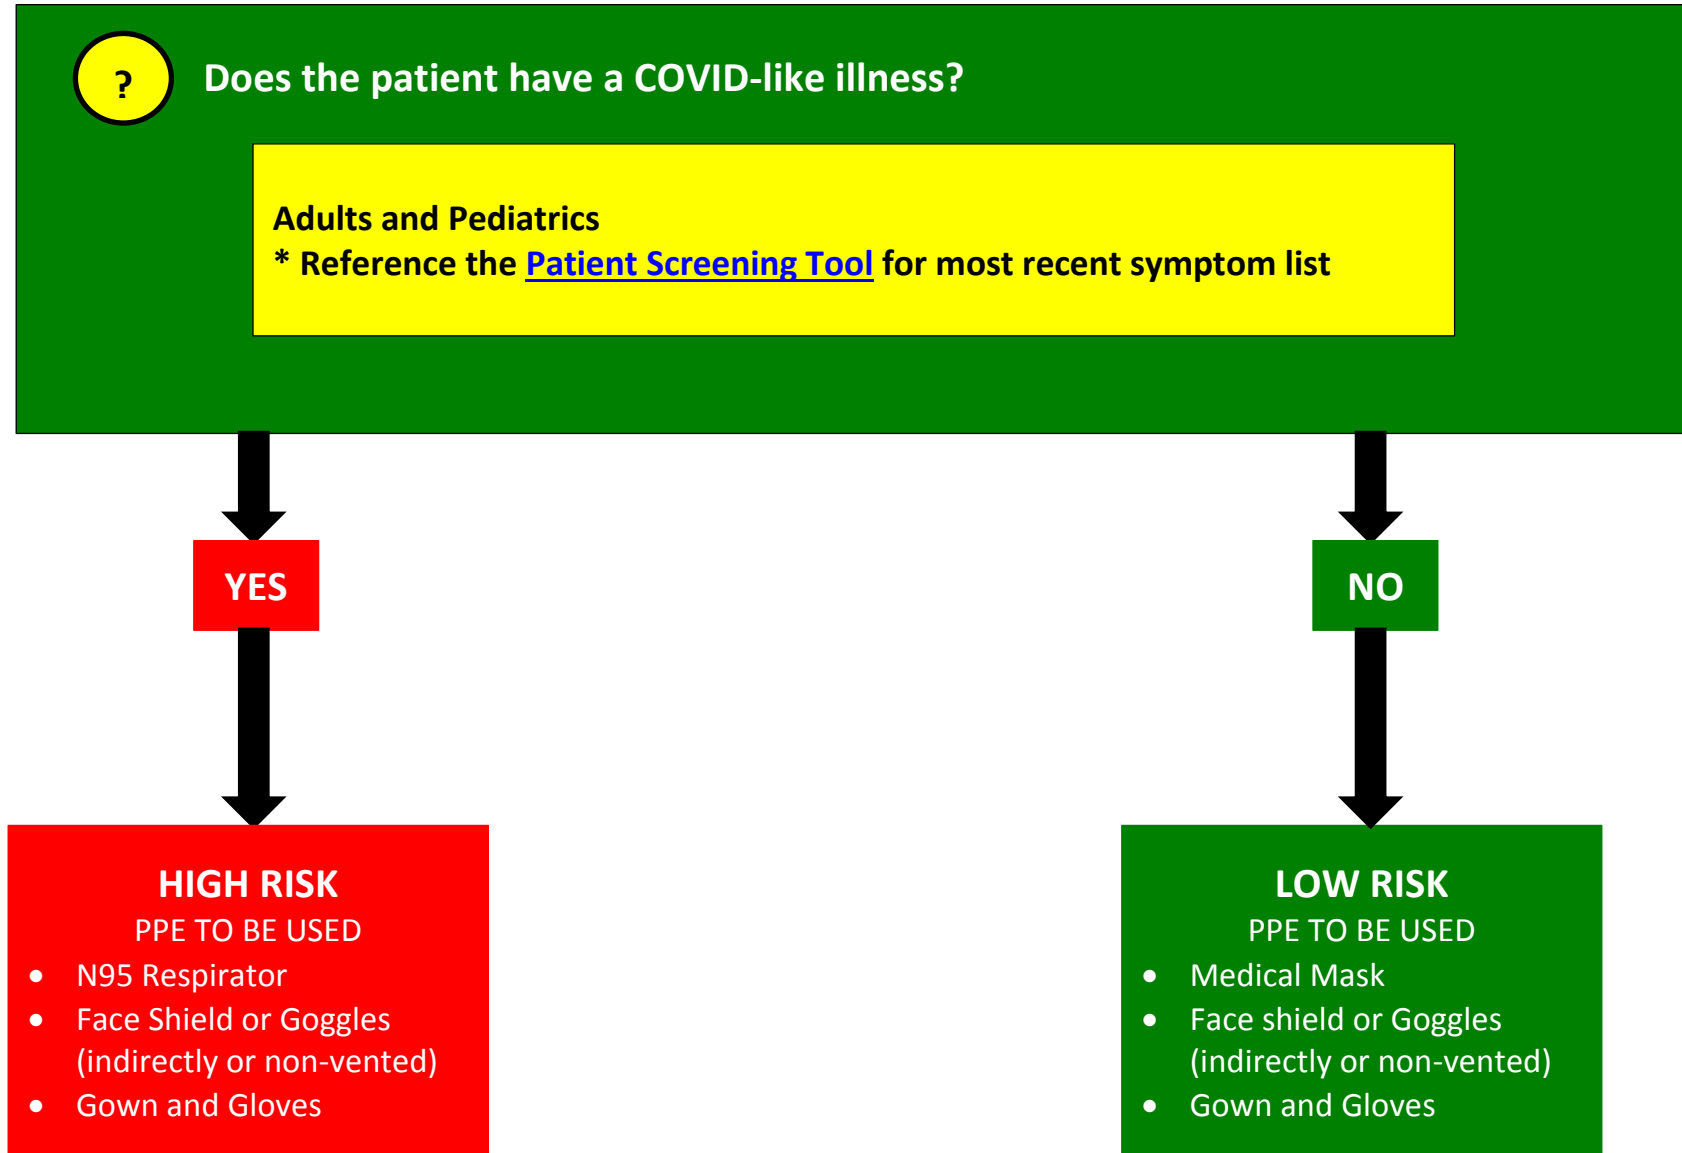 ?
Does the patient have a COVID-like illness?
Adults and Pediatrics
* Reference the Patient Screening Tool for most recent symptom list
YES
NO
HIGH RISK
PPE TO BE USED
• N95 Respirator
• Face Shield or Goggles
(indirectly or non-vented)
• Gown and Gloves
LOW RISK
PPE TO BE USED
• Medical Mask
• Face shield or Goggles
(indirectly or non-vented)
• Gown and Gloves